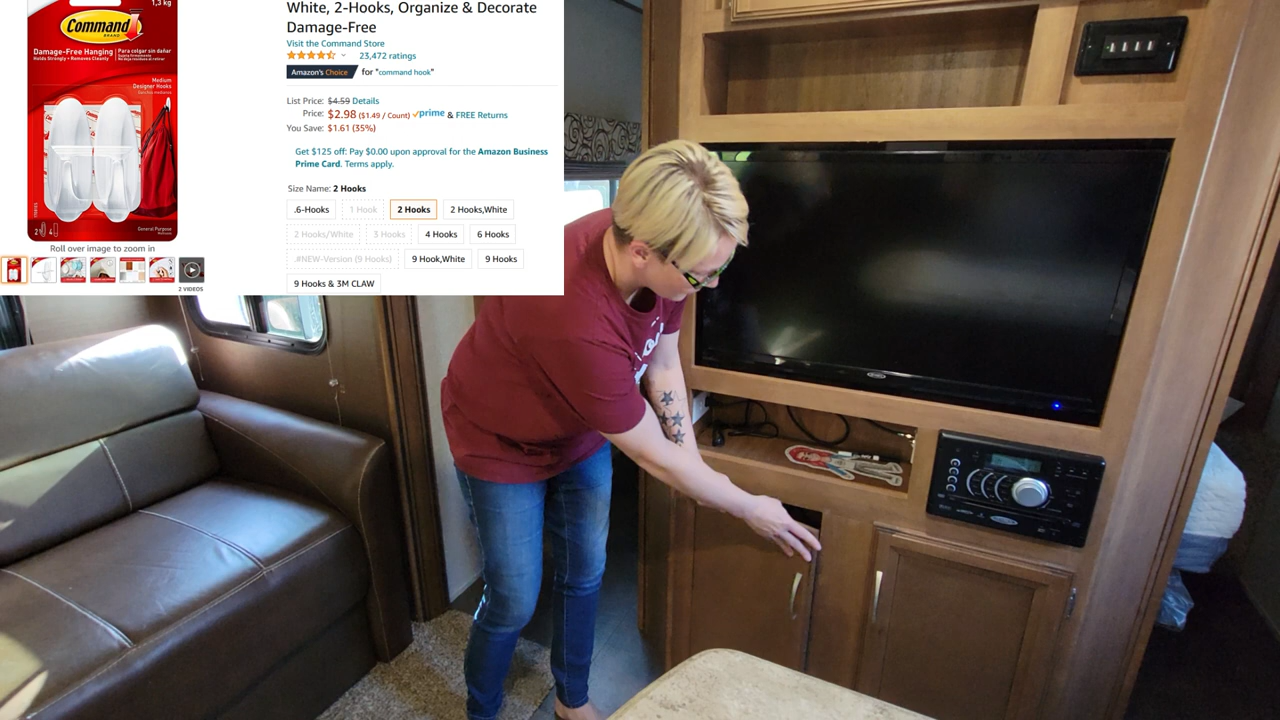 1,3 kg
Command
BRAND
Damage-Free Hanging
Holds Strongly • Removes Cleanly
Para colgar sin dañar
Medium
Designer Hooks
General Purpose
Roll over image to zoom in
2 VIDEOS
White, 2-Hooks, Organize & Decorate
Damage-Free
Visit the Command Store
23,472 ratings
Amazon's Choice for "command hook"
List Price: $4.59 Details
Price: $2.98 ($1.49 / Count) prime & FREE Returns
You Save: $1.61 (35%)
Get $125 off: Pay $0.00 upon approval for the Amazon Business
Prime Card. Terms apply.
Size Name: 2 Hooks
.6-Hooks 1 Hook 2 Hooks 2 Hooks,White
2 Hooks/White 3 Hooks 4 Hooks 6 Hooks
.#NEW-Version (9 Hooks) 9 Hook,White 9 Hooks
9 Hooks & 3M CLAW